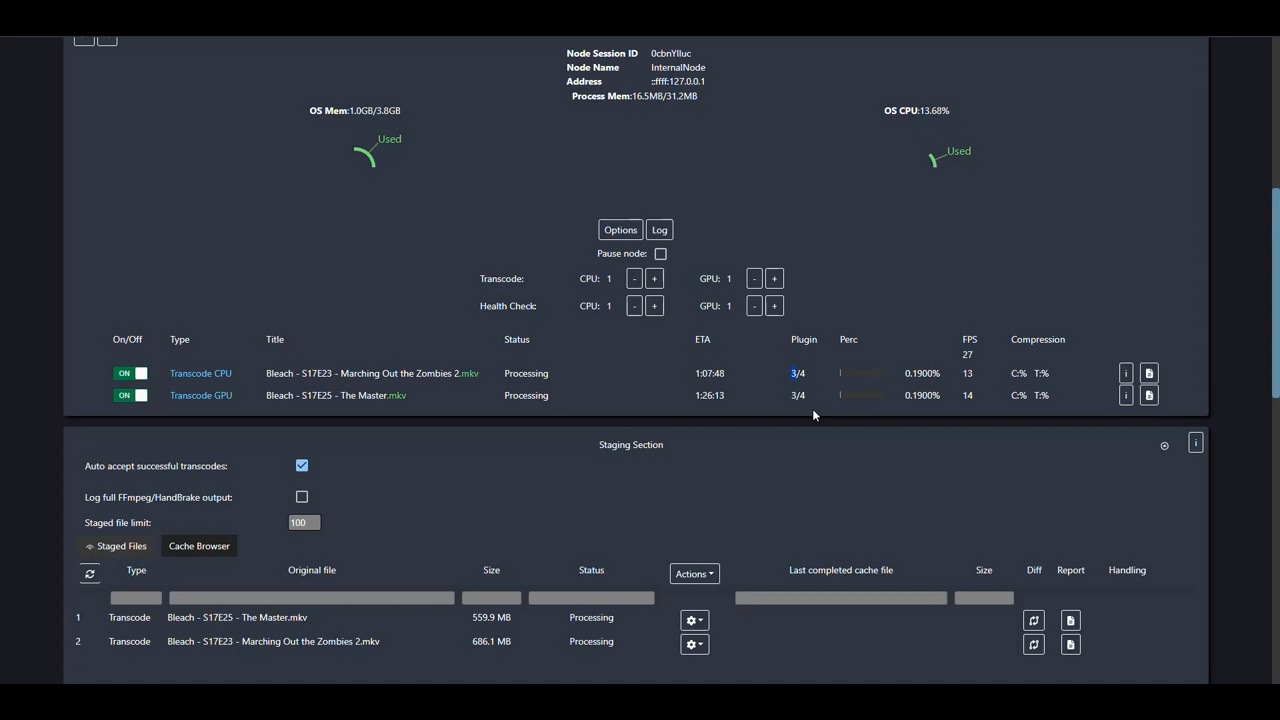 Node Session ID 0cbnYlluc
Node Name InternalNode
Address ::ffff:127.0.0.1
Process Mem:16.5MB/31.2MB
OS Mem:1.0GB/3.8GB OS CPU:13.68%
Used Used
Options Log
Pause node:
Transcode: CPU: 1 - + GPU: 1 - +
Health Check: CPU: 1 - + GPU: 1 - +
On/Off Type Title Status ETA Plugin Perc FPS Compression
27
ON Transcode CPU Bleach - S17E23 - Marching Out the Zombies 2.mkv Processing 1:07:48 3/4 0.1900% 13 C:% T:% i
ON Transcode GPU Bleach - S17E25 - The Master.mkv Processing 1:26:13 3/4 0.1900% 14 C:% T:% i
Staging Section i
Auto accept successful transcodes:
Log full FFmpeg/HandBrake output:
Staged file limit: 100
Staged Files Cache Browser
Type Original file Size Status Actions Last completed cache file Size Diff Report Handling
1 Transcode Bleach - S17E25 - The Master.mkv 559.9 MB Processing
2 Transcode Bleach - S17E23 - Marching Out the Zombies 2.mkv 686.1 MB Processing